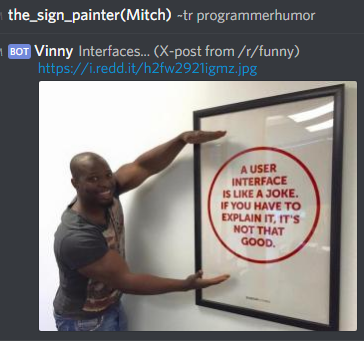 the_sign_painter(Mitch) ~tr programmerhumor
BOT Vinny Interfaces... (X-post from /r/funny)
https://i.redd.it/h2fw2921igmz.jpg
A USER
INTERFACE
IS LIKE A JOKE.
IF YOU HAVE TO
EXPLAIN IT, IT'S
NOT THAT
GOOD.